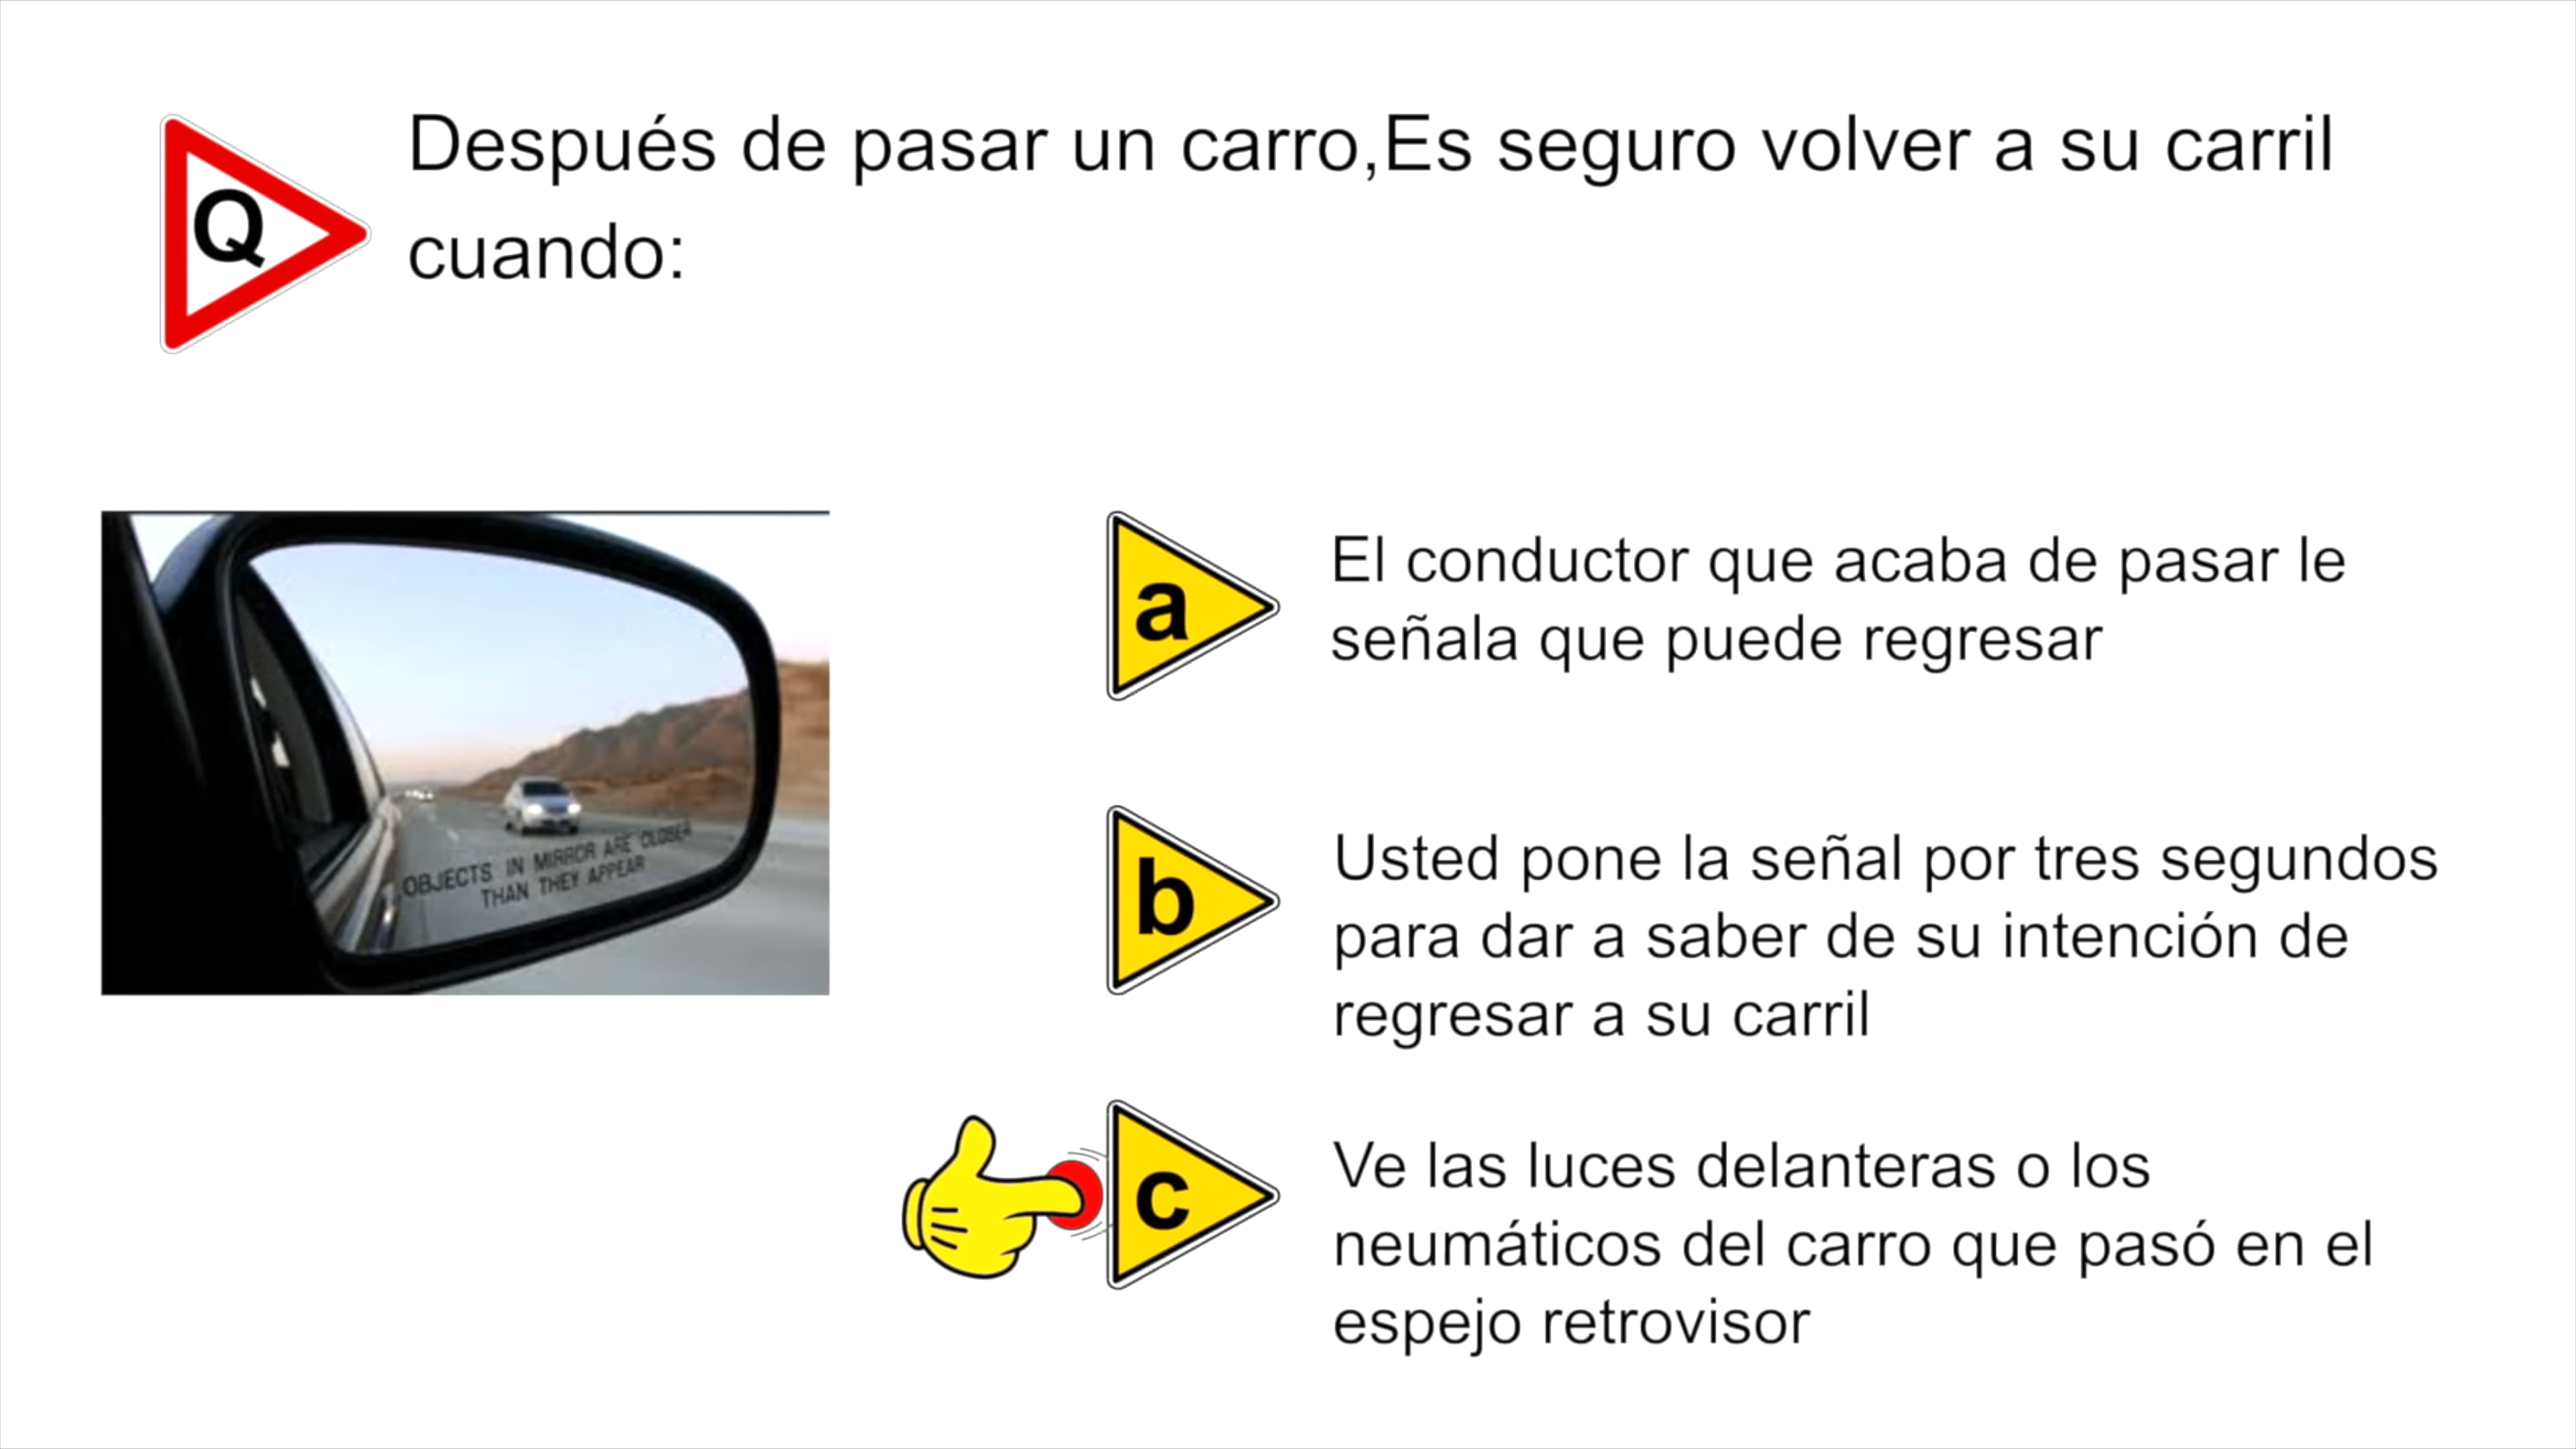 Q
Después de pasar un carro,Es seguro volver a su carril
cuando:
OBJECTS IN MIRROR ARE CLOSER
THAN THEY APPEAR
a
El conductor que acaba de pasar le
señala que puede regresar
b
Usted pone la señal por tres segundos
para dar a saber de su intención de
regresar a su carril
c
Ve las luces delanteras o los
neumáticos del carro que pasó en el
espejo retrovisor